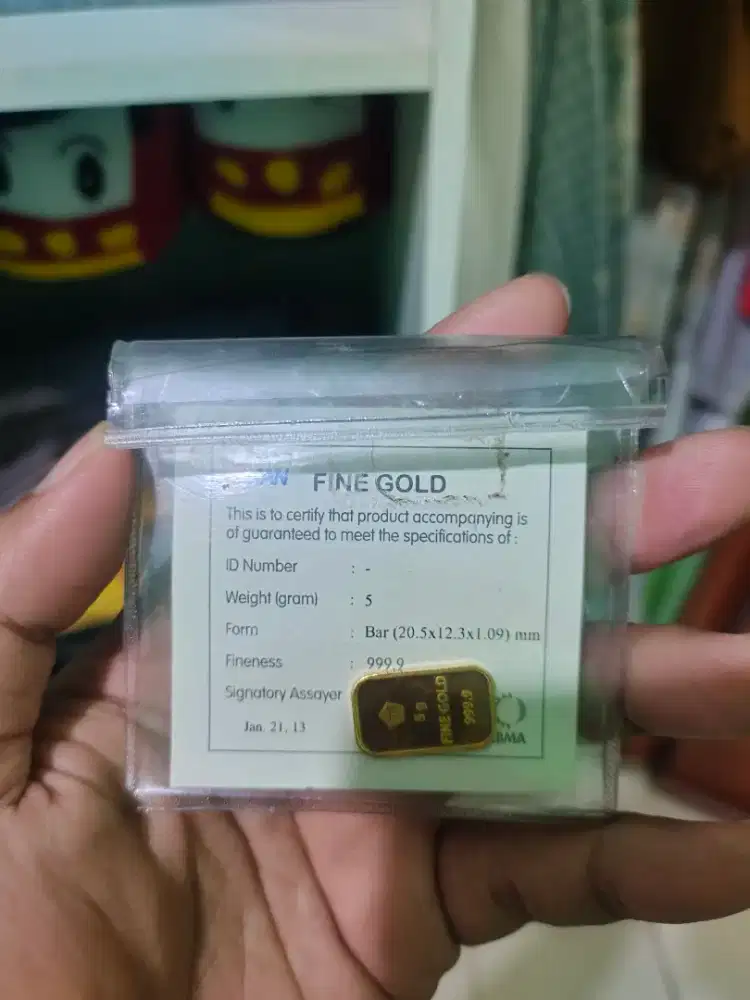 FINE GOLD
This is to certify that product accompanying is
of guaranteed to meet the specifications of :
ID Number : -
Weight (gram) : 5
Form : Bar (20.5x12.3x1.09) mm
Fineness : 999.9
Signatory Assayer
Jan. 21, 13
5 g
FINE GOLD
999.9